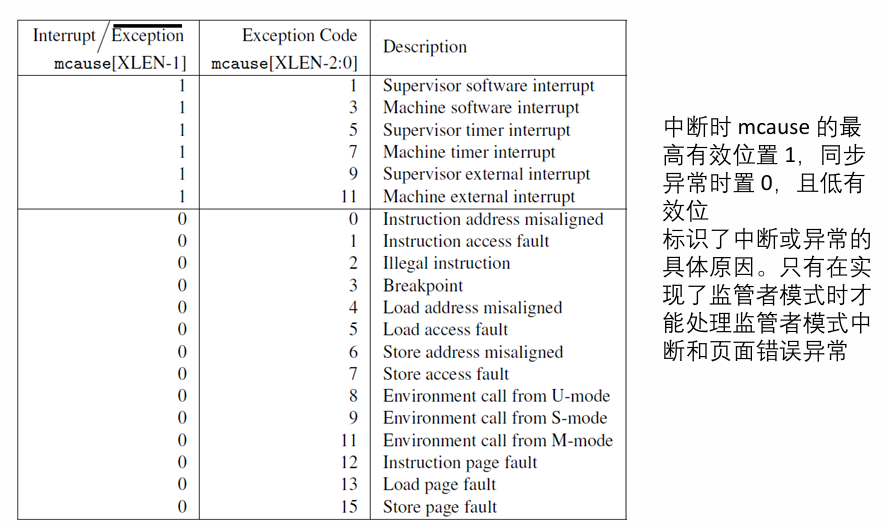 Interrupt / Exception Exception Code Description
mcause[XLEN-1] mcause[XLEN-2:0]
1 1 Supervisor software interrupt
1 3 Machine software interrupt
1 5 Supervisor timer interrupt
1 7 Machine timer interrupt
1 9 Supervisor external interrupt
1 11 Machine external interrupt
0 0 Instruction address misaligned
0 1 Instruction access fault
0 2 Illegal instruction
0 3 Breakpoint
0 4 Load address misaligned
0 5 Load access fault
0 6 Store address misaligned
0 7 Store access fault
0 8 Environment call from U-mode
0 9 Environment call from S-mode
0 11 Environment call from M-mode
0 12 Instruction page fault
0 13 Load page fault
0 15 Store page fault
中断时 mcause 的最
高有效位置 1，同步
异常时置 0，且低有
效位
标识了中断或异常的
具体原因。只有在实
现了监管者模式时才
能处理监管者模式中
断和页面错误异常